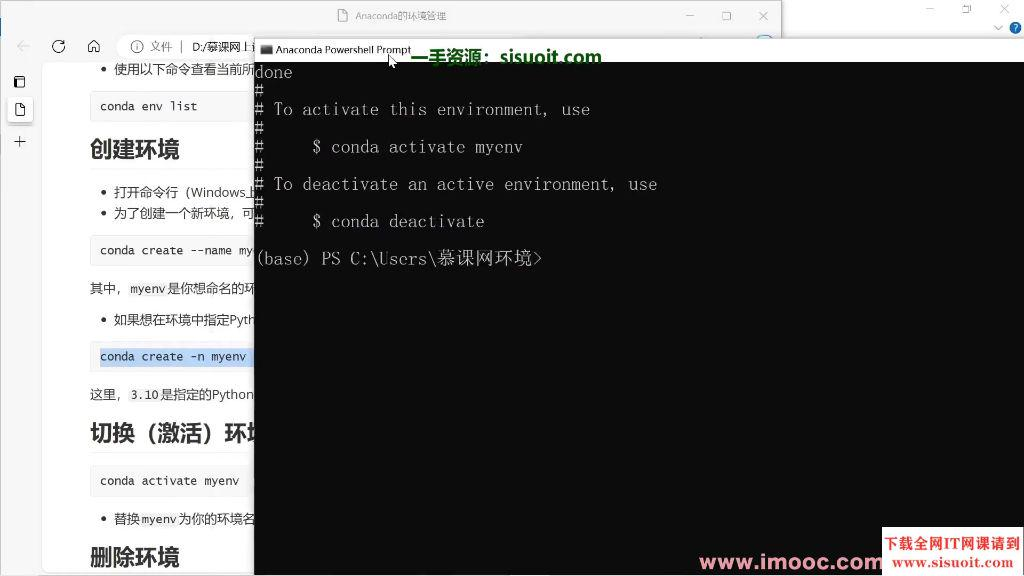 Anaconda的环境管理
文件 | D:/慕课网上
使用以下命令查看当前所
conda env list
创建环境
打开命令行（Windows上
为了创建一个新环境，可
conda create --name my
其中，myenv是你想命名的环
如果想在环境中指定Pyth
conda create -n myenv
这里，3.10是指定的Python
切换（激活）环境
conda activate myenv
替换myenv为你的环境名
删除环境
Anaconda Powershell Prompt
一手资源：sisuoit.com
done
#
# To activate this environment, use
#
#     $ conda activate myenv
#
# To deactivate an active environment, use
#
#     $ conda deactivate
(base) PS C:\Users\慕课网环境>
www.imooc.com
下载全网IT网课请到
www.sisuoit.com